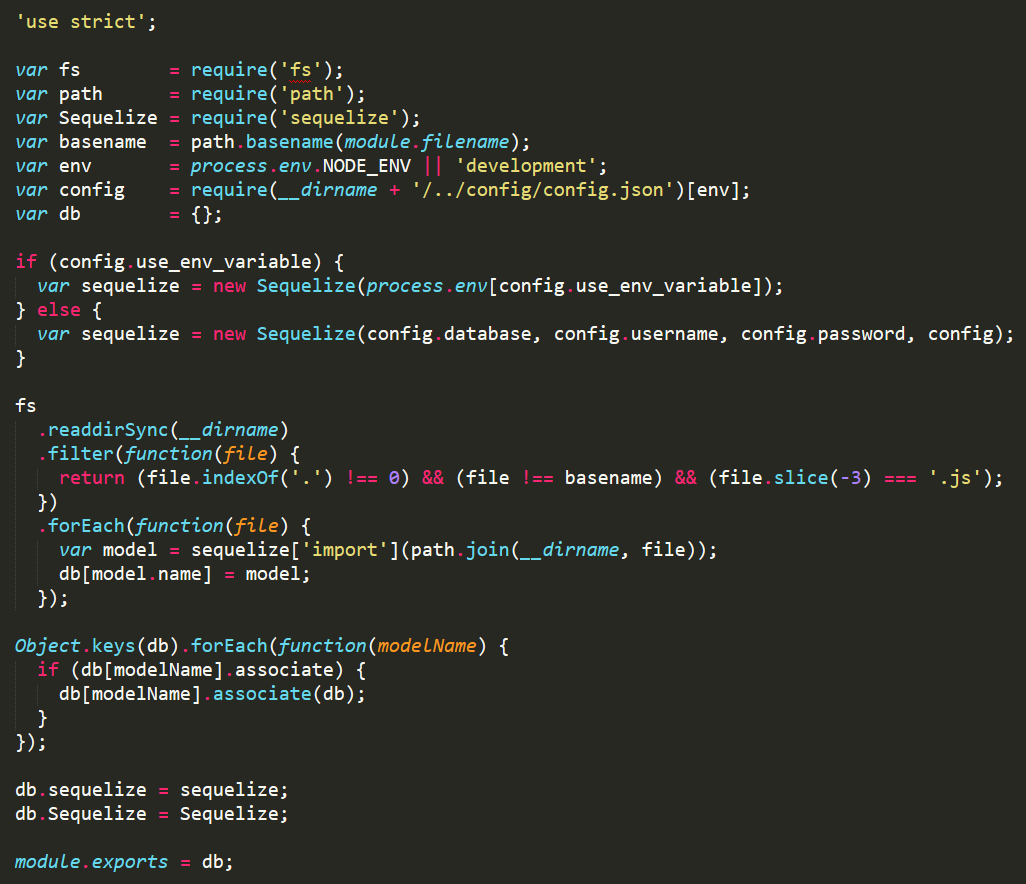 'use strict';

var fs        = require('fs');
var path      = require('path');
var Sequelize = require('sequelize');
var basename  = path.basename(module.filename);
var env       = process.env.NODE_ENV || 'development';
var config    = require(__dirname + '/../config/config.json')[env];
var db        = {};

if (config.use_env_variable) {
  var sequelize = new Sequelize(process.env[config.use_env_variable]);
} else {
  var sequelize = new Sequelize(config.database, config.username, config.password, config);
}

fs
  .readdirSync(__dirname)
  .filter(function(file) {
    return (file.indexOf('.') !== 0) && (file !== basename) && (file.slice(-3) === '.js');
  })
  .forEach(function(file) {
    var model = sequelize['import'](path.join(__dirname, file));
    db[model.name] = model;
  });

Object.keys(db).forEach(function(modelName) {
  if (db[modelName].associate) {
    db[modelName].associate(db);
  }
});

db.sequelize = sequelize;
db.Sequelize = Sequelize;

module.exports = db;